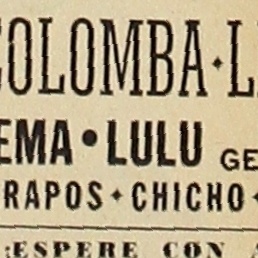 COLOMBA · L
EMA • LULU GE
RAPOS · CHICHO ·
ESPERE CON